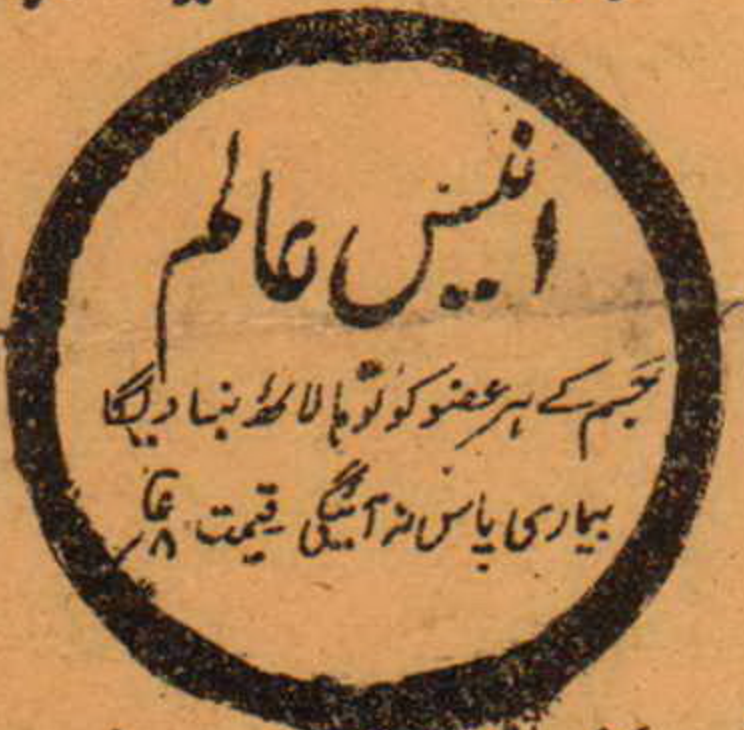 انیس عالم
جسم کے ہر عضو کو لوہا لاٹھ بنا دیگا
بیماری پاس نہ آئیگی قیمت ۸